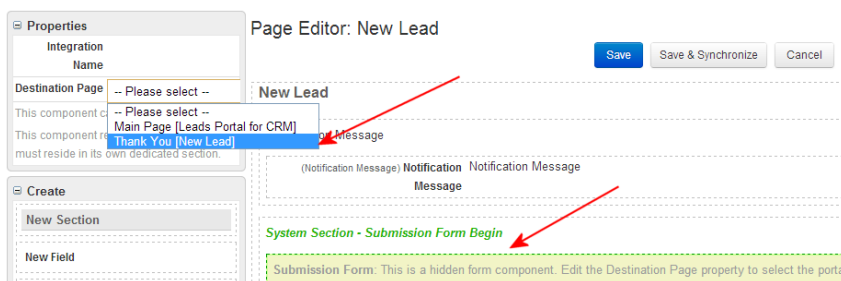 Properties
Integration
Name
Destination Page
-- Please select --
-- Please select --
Main Page [Leads Portal for CRM]
Thank You [New Lead]
This component c
This component re
must reside in its own dedicated section.
Create
New Section
New Field
Page Editor: New Lead
Save
Save & Synchronize
Cancel
New Lead
on Message
(Notification Message) Notification Notification Message
Message
System Section - Submission Form Begin
Submission Form: This is a hidden form component. Edit the Destination Page property to select the porta